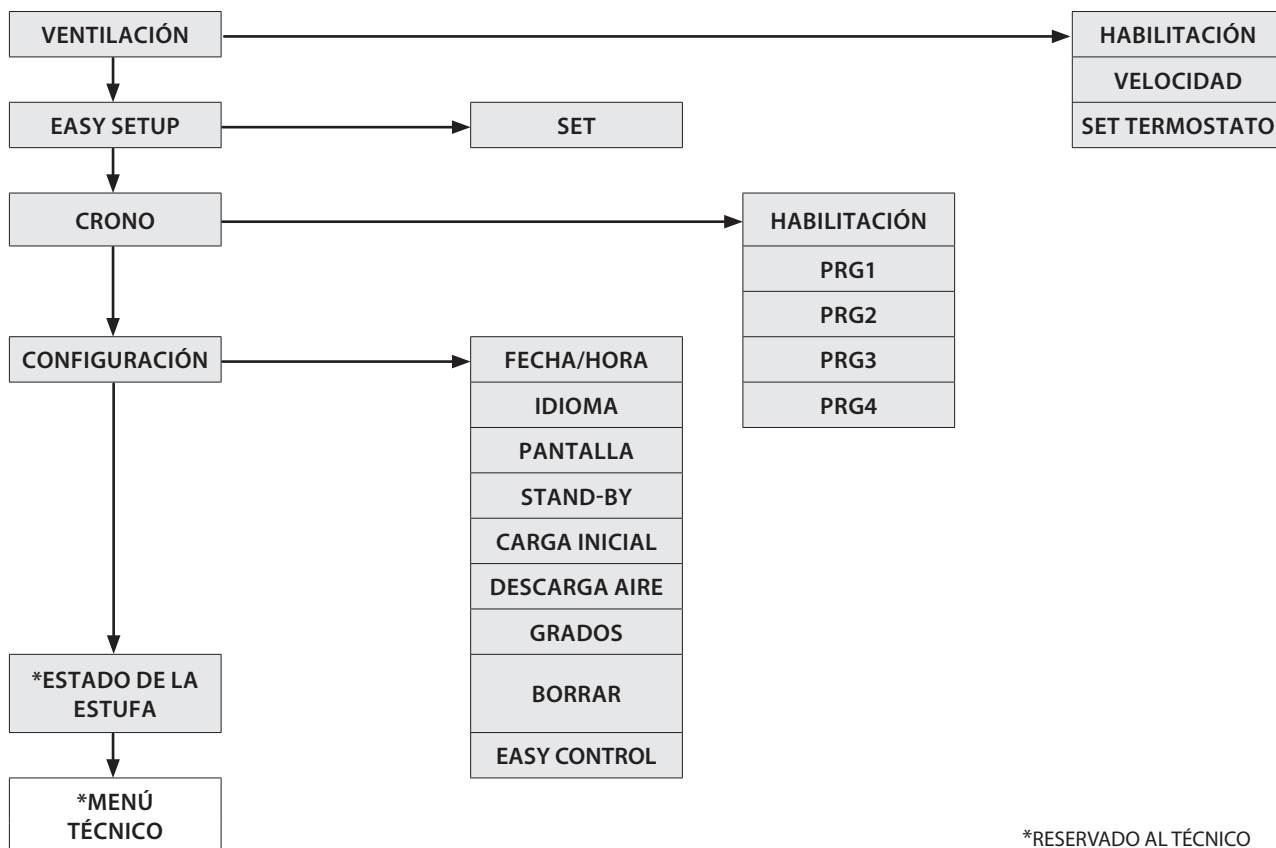 VENTILACIÓN
HABILITACIÓN
VELOCIDAD
SET TERMOSTATO
EASY SETUP
SET
CRONO
HABILITACIÓN
PRG1
PRG2
PRG3
PRG4
CONFIGURACIÓN
FECHA/HORA
IDIOMA
PANTALLA
STAND-BY
CARGA INICIAL
DESCARGA AIRE
GRADOS
BORRAR
EASY CONTROL
*ESTADO DE LA
ESTUFA
*MENÚ
TÉCNICO
*RESERVADO AL TÉCNICO